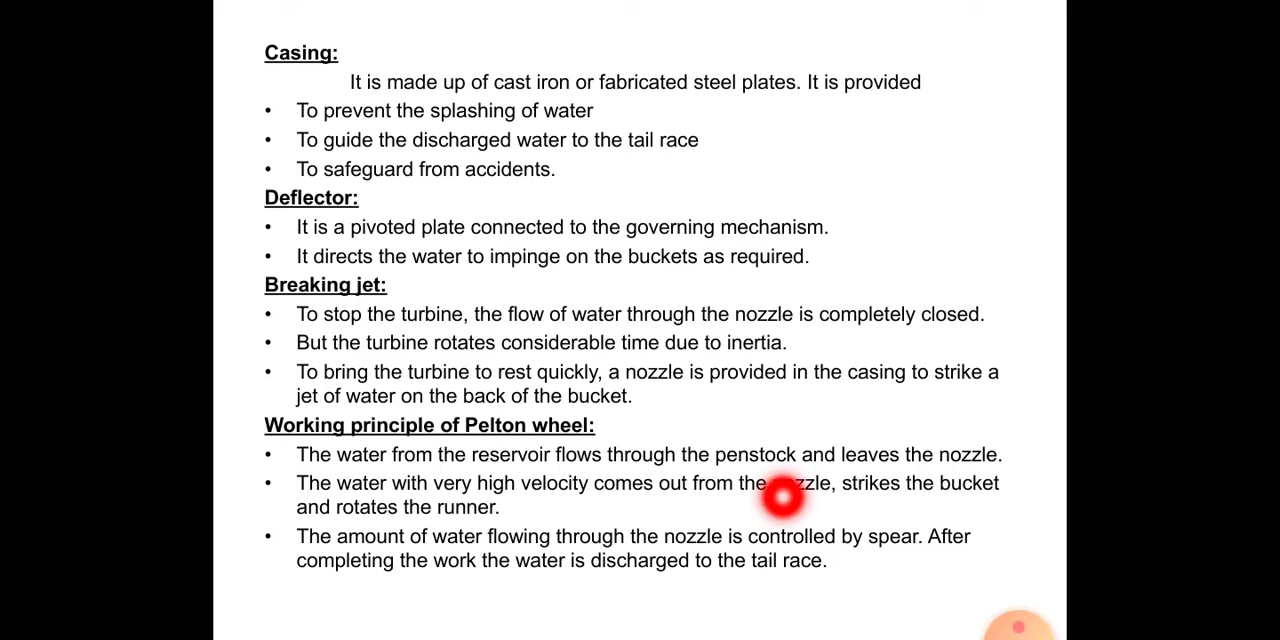 Casing:
It is made up of cast iron or fabricated steel plates. It is provided
• To prevent the splashing of water
• To guide the discharged water to the tail race
• To safeguard from accidents.
Deflector:
• It is a pivoted plate connected to the governing mechanism.
• It directs the water to impinge on the buckets as required.
Breaking jet:
• To stop the turbine, the flow of water through the nozzle is completely closed.
• But the turbine rotates considerable time due to inertia.
• To bring the turbine to rest quickly, a nozzle is provided in the casing to strike a
jet of water on the back of the bucket.
Working principle of Pelton wheel:
• The water from the reservoir flows through the penstock and leaves the nozzle.
• The water with very high velocity comes out from the nozzle, strikes the bucket
and rotates the runner.
• The amount of water flowing through the nozzle is controlled by spear. After
completing the work the water is discharged to the tail race.